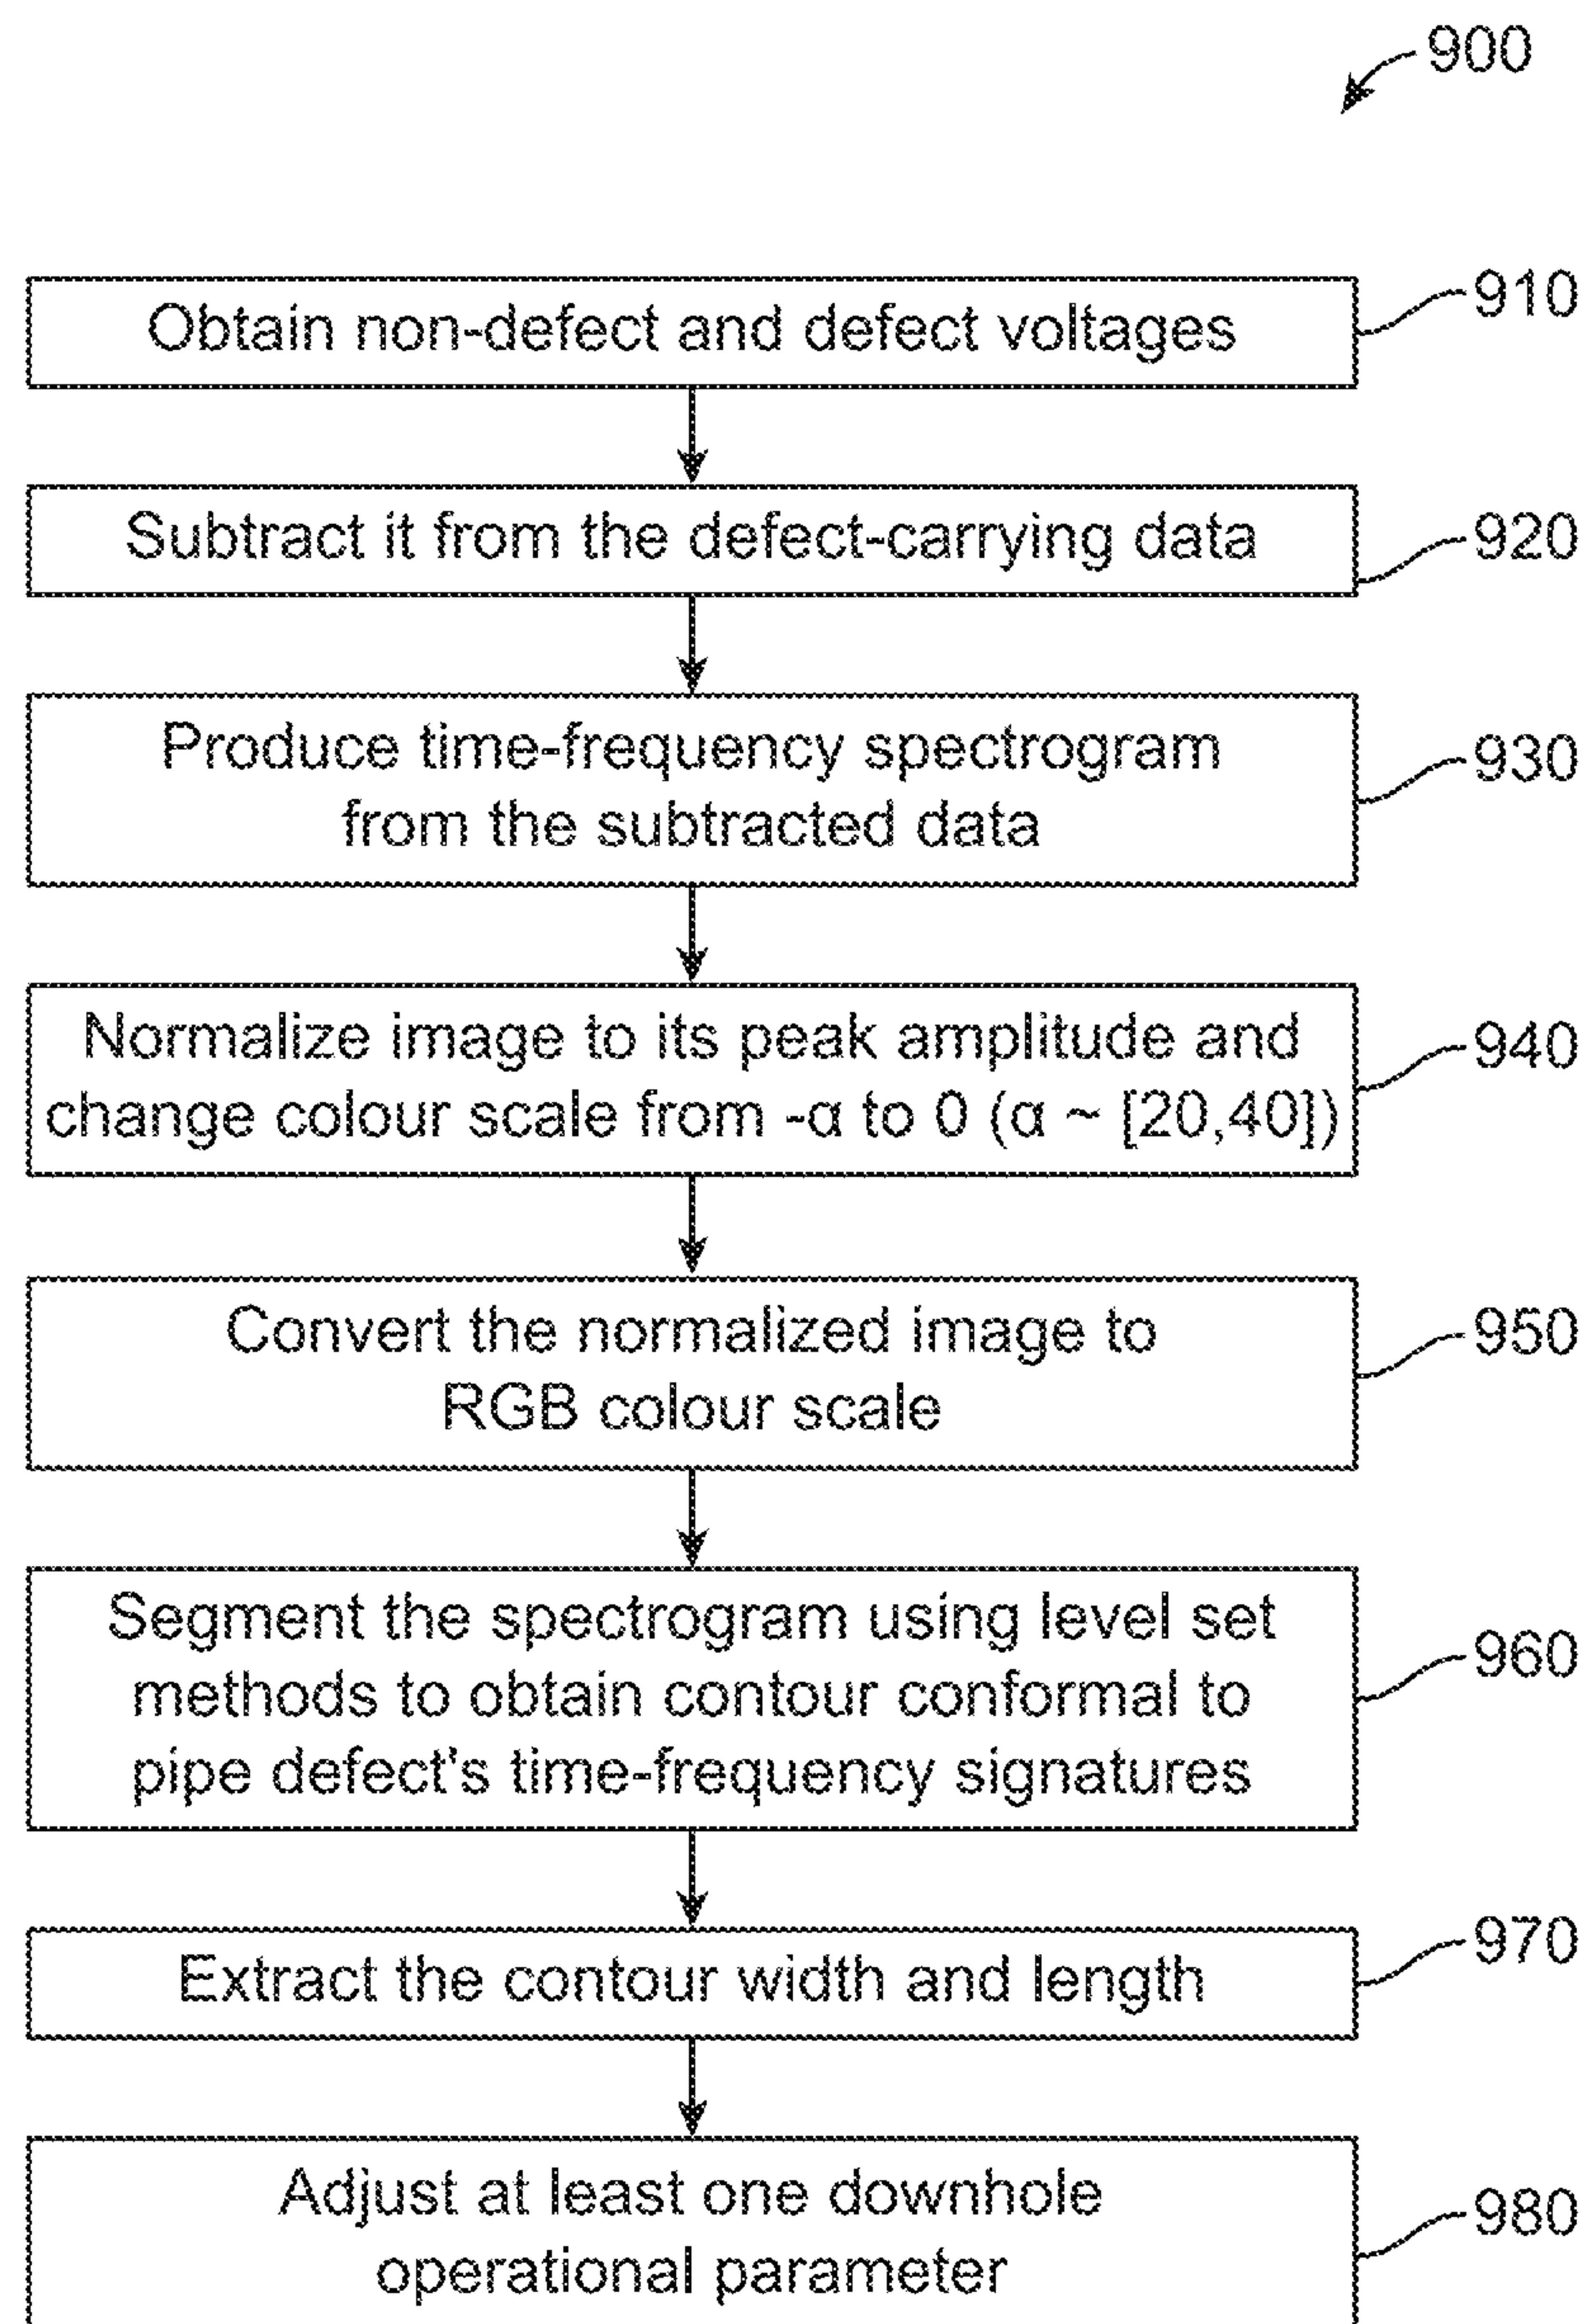 900
Obtain non-defect and defect voltages
910
Subtract it from the defect-carrying data
920
Produce time-frequency spectrogram
from the subtracted data
930
Normalize image to its peak amplitude and
change colour scale from -α to 0 (α ~ [20,40])
940
Convert the normalized image to
RGB colour scale
950
Segment the spectrogram using level set
methods to obtain contour conformal to
pipe defect's time-frequency signatures
960
Extract the contour width and length
970
Adjust at least one downhole
operational parameter
980